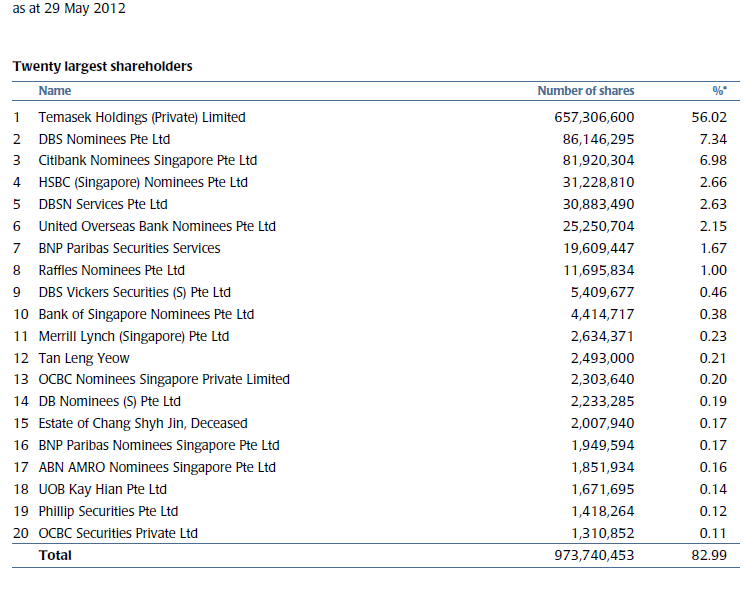 as at 29 May 2012
Twenty largest shareholders
Name Number of shares %*
1 Temasek Holdings (Private) Limited 657,306,600 56.02
2 DBS Nominees Pte Ltd 86,146,295 7.34
3 Citibank Nominees Singapore Pte Ltd 81,920,304 6.98
4 HSBC (Singapore) Nominees Pte Ltd 31,228,810 2.66
5 DBSN Services Pte Ltd 30,883,490 2.63
6 United Overseas Bank Nominees Pte Ltd 25,250,704 2.15
7 BNP Paribas Securities Services 19,609,447 1.67
8 Raffles Nominees Pte Ltd 11,695,834 1.00
9 DBS Vickers Securities (S) Pte Ltd 5,409,677 0.46
10 Bank of Singapore Nominees Pte Ltd 4,414,717 0.38
11 Merrill Lynch (Singapore) Pte Ltd 2,634,371 0.23
12 Tan Leng Yeow 2,493,000 0.21
13 OCBC Nominees Singapore Private Limited 2,303,640 0.20
14 DB Nominees (S) Pte Ltd 2,233,285 0.19
15 Estate of Chang Shyh Jin, Deceased 2,007,940 0.17
16 BNP Paribas Nominees Singapore Pte Ltd 1,949,594 0.17
17 ABN AMRO Nominees Singapore Pte Ltd 1,851,934 0.16
18 UOB Kay Hian Pte Ltd 1,671,695 0.14
19 Phillip Securities Pte Ltd 1,418,264 0.12
20 OCBC Securities Private Ltd 1,310,852 0.11
Total 973,740,453 82.99